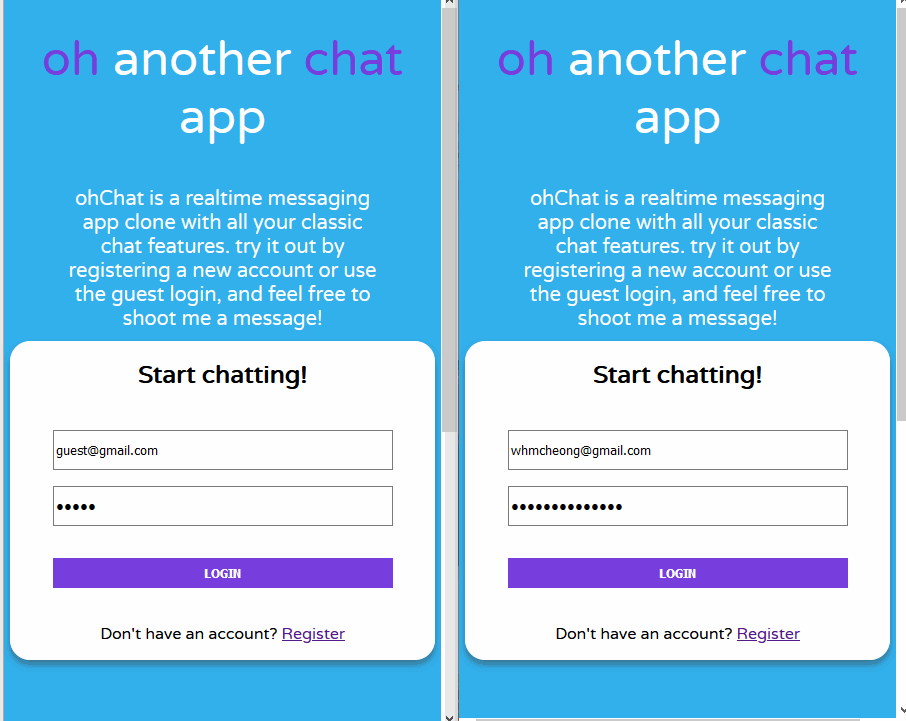 oh another chat
app
ohChat is a realtime messaging
app clone with all your classic
chat features. try it out by
registering a new account or use
the guest login, and feel free to
shoot me a message!
Start chatting!
guest@gmail.com
•••••
LOGIN
Don't have an account? Register
oh another chat
app
ohChat is a realtime messaging
app clone with all your classic
chat features. try it out by
registering a new account or use
the guest login, and feel free to
shoot me a message!
Start chatting!
whmcheong@gmail.com
••••••••••••••
LOGIN
Don't have an account? Register